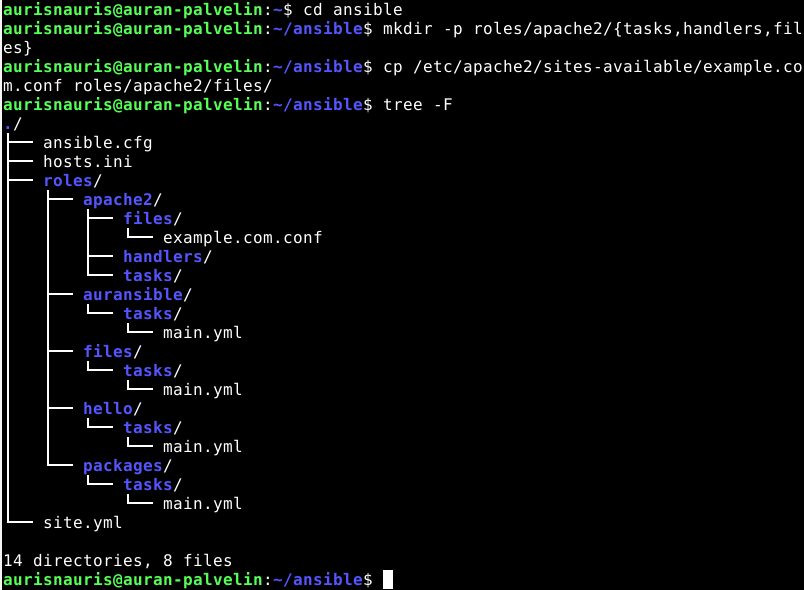 aurisnauris@auran-palvelin:~$ cd ansible
aurisnauris@auran-palvelin:~/ansible$ mkdir -p roles/apache2/{tasks,handlers,fil
es}
aurisnauris@auran-palvelin:~/ansible$ cp /etc/apache2/sites-available/example.co
m.conf roles/apache2/files/
aurisnauris@auran-palvelin:~/ansible$ tree -F
./
├── ansible.cfg
├── hosts.ini
├── roles/
│   ├── apache2/
│   │   ├── files/
│   │   │   └── example.com.conf
│   │   ├── handlers/
│   │   └── tasks/
│   ├── auransible/
│   │   └── tasks/
│   │       └── main.yml
│   ├── files/
│   │   └── tasks/
│   │       └── main.yml
│   ├── hello/
│   │   └── tasks/
│   │       └── main.yml
│   └── packages/
│       └── tasks/
│           └── main.yml
└── site.yml

14 directories, 8 files
aurisnauris@auran-palvelin:~/ansible$